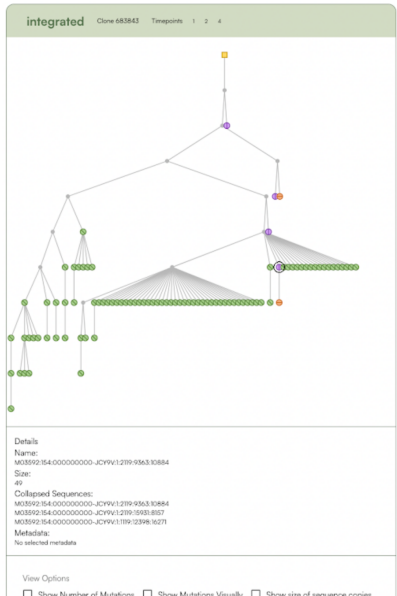 integrated Clone 683843 Timepoints 1 2 4
Details
Name:
M03592:154:000000000-JCY9V:1:2119:9363:10884
Size:
49
Collapsed Sequences:
M03592:154:000000000-JCY9V:1:2119:9363:10884
M03592:154:000000000-JCY9V:1:2119:15931:8157
M03592:154:000000000-JCY9V:1:1119:12398:16271
Metadata:
No selected metadata
View Options
Show Number of Mutations Show Mutations Visually Show size of sequence copies